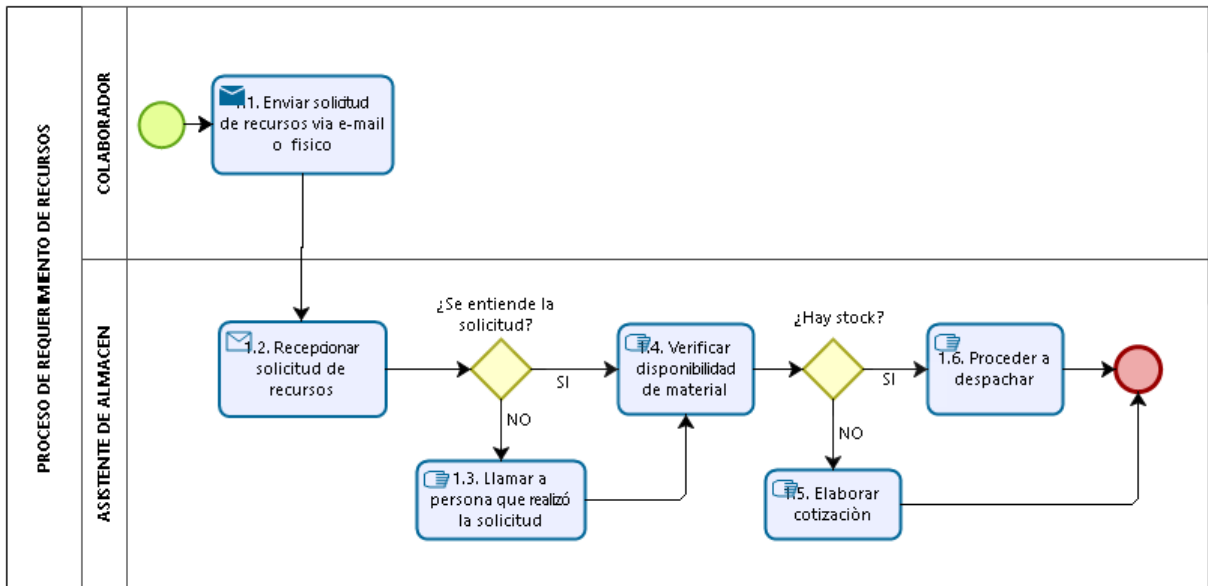 PROCESO DE REQUERIMIENTO DE RECURSOS
COLABORADOR
1.1. Enviar solicitud
de recursos via e-mail
o fisico
ASISTENTE DE ALMACEN
1.2. Recepcionar
solicitud de
recursos
¿Se entiende la
solicitud?
SI
NO
1.3. Llamar a
persona que realizó
la solicitud
1.4. Verificar
disponibilidad
de material
¿Hay stock?
SI
NO
1.5. Elaborar
cotizaciòn
1.6. Proceder a
despachar